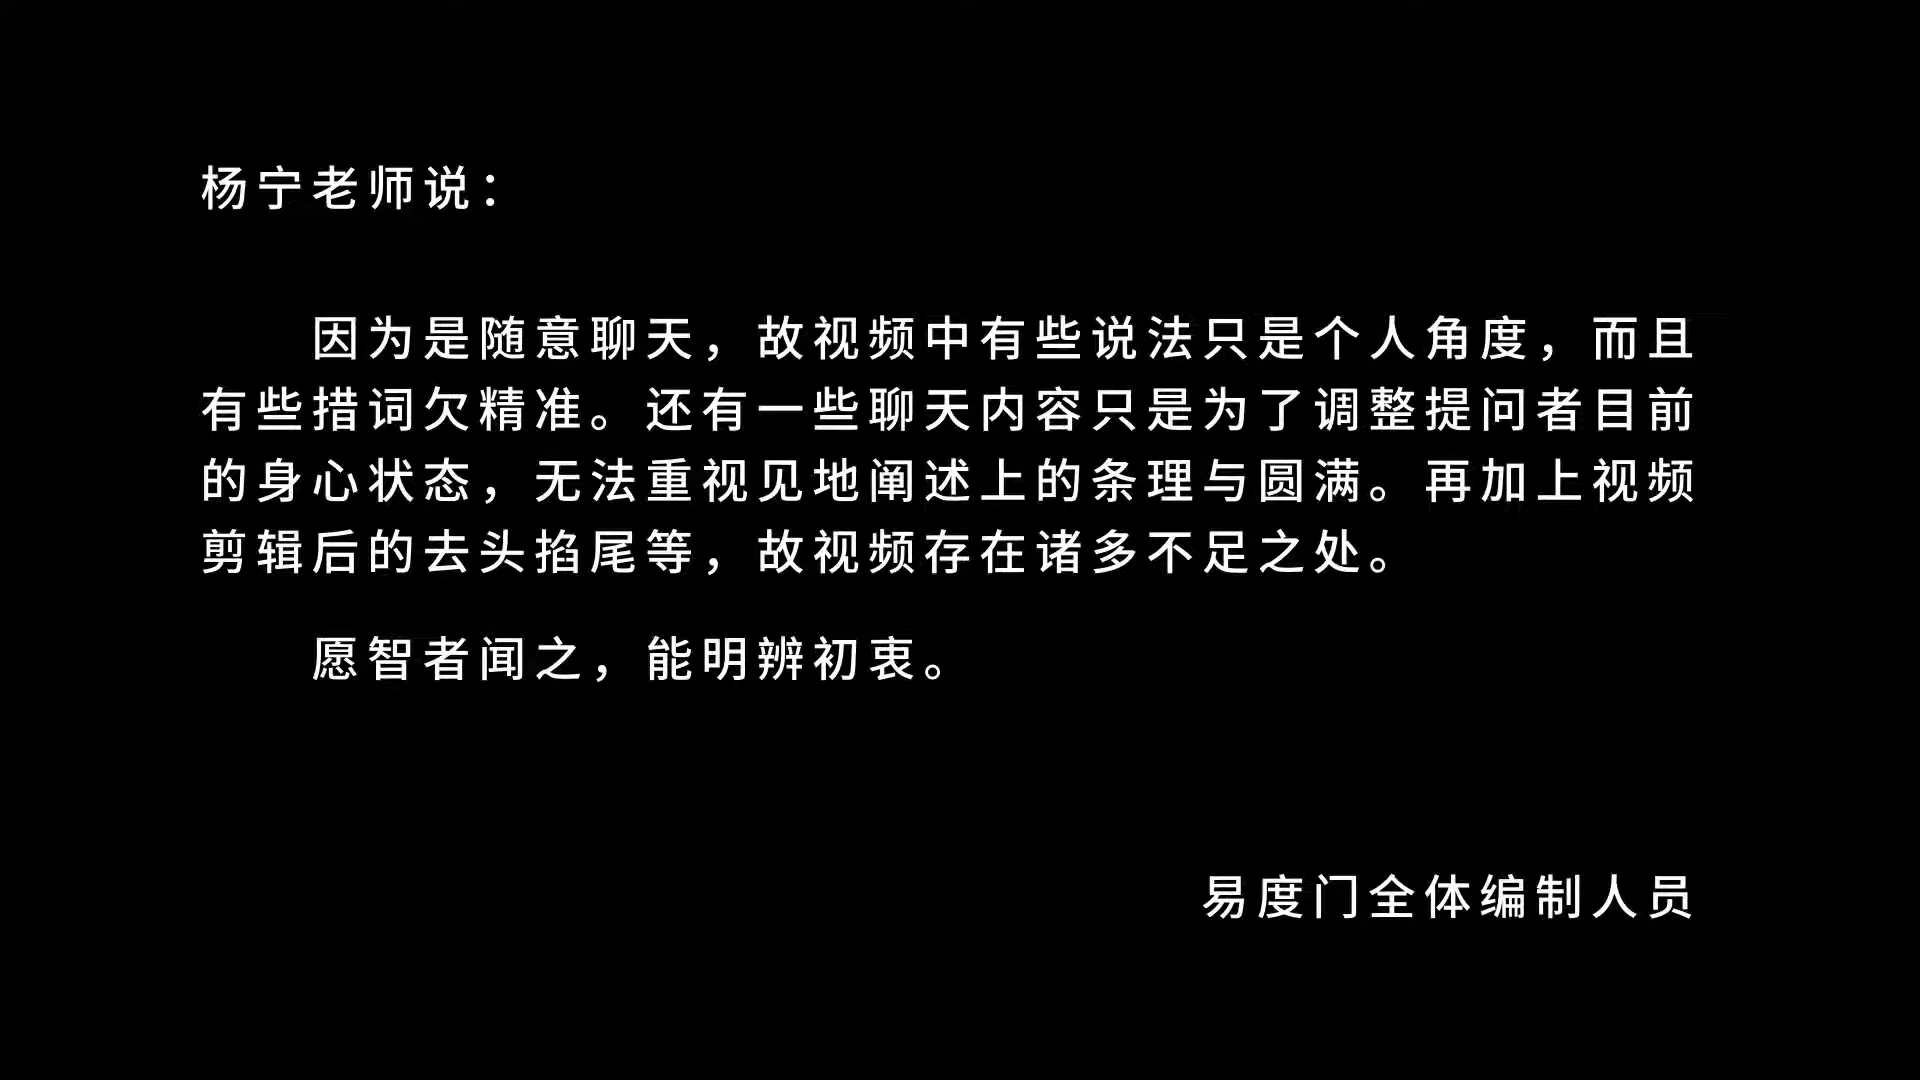 杨宁老师说：
因为是随意聊天，故视频中有些说法只是个人角度，而且
有些措词欠精准。还有一些聊天内容只是为了调整提问者目前
的身心状态，无法重视见地阐述上的条理与圆满。再加上视频
剪辑后的去头掐尾等，故视频存在诸多不足之处。
愿智者闻之，能明辨初衷。
易度门全体编制人员